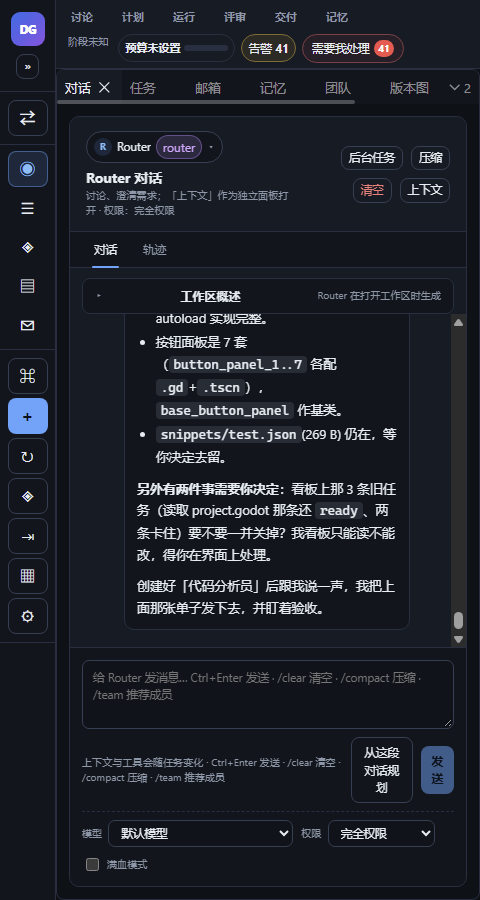 DG
讨论 计划 运行 评审 交付 记忆
阶段未知 预算未设置 告警 41 需要我处理 41
»
对话 × 任务 邮箱 记忆 团队 版本图 2
R Router router
后台任务 压缩
Router 对话
清空 上下文
讨论、澄清需求；「上下文」作为独立面板打
开 · 权限：完全权限
对话 轨迹
工作区概述 Router 在打开工作区时生成
autoload 实现完整。
• 按钮面板是 7 套
（button_panel_1..7 各配
.gd + .tscn），
base_button_panel 作基类。
• snippets/test.json (269 B) 仍在，等
你决定去留。
另外有两件事需要你决定：看板上那 3 条旧任
务（读取 project.godot 那条还 ready、两
条卡住）要不要一并关掉？我看板只能读不能
改，得你在界面上处理。
创建好「代码分析员」后跟我说一声，我把上
面那张单子发下去，并盯着验收。
给 Router 发消息... Ctrl+Enter 发送 · /clear 清空 · /compact 压缩 ·
/team 推荐成员
上下文与工具会随任务变化 · Ctrl+Enter 发送 · /clear 清空 ·
/compact 压缩 · /team 推荐成员
从这段
对话规
划
发
送
模型 默认模型 权限 完全权限
满血模式